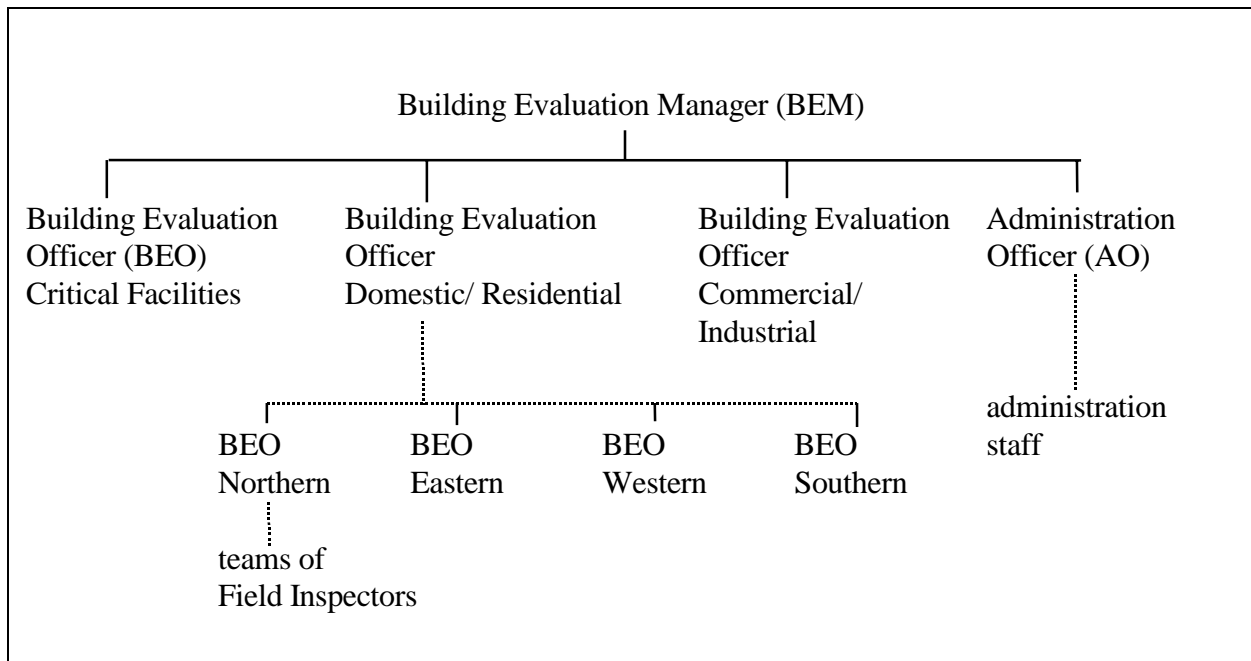 Building Evaluation Manager (BEM)
Building Evaluation
Officer (BEO)
Critical Facilities
Building Evaluation
Officer
Domestic/ Residential
Building Evaluation
Officer
Commercial/
Industrial
Administration
Officer (AO)
BEO
Northern
BEO
Eastern
BEO
Western
BEO
Southern
administration
staff
teams of
Field Inspectors